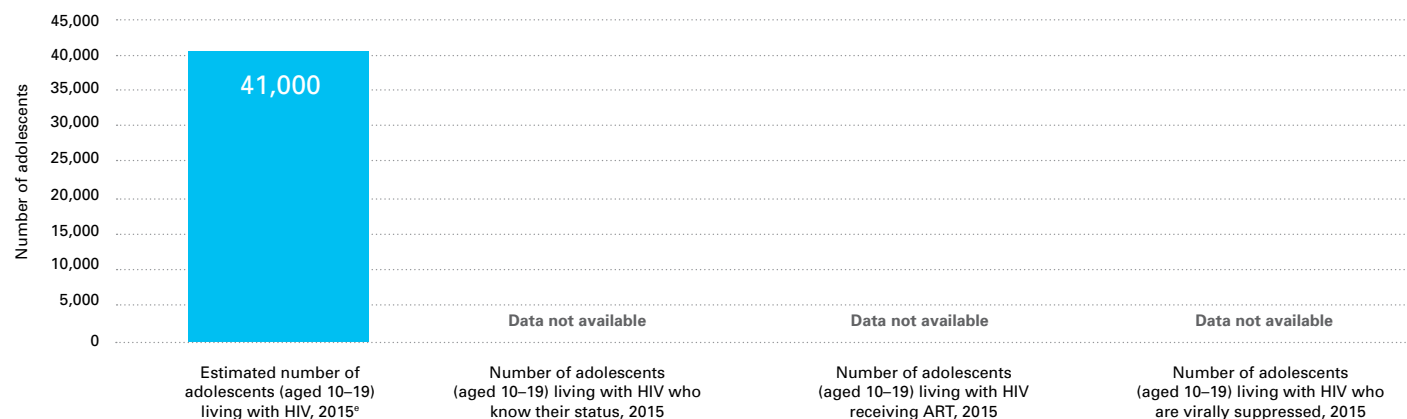 Number of adolescents
45,000
40,000
35,000
30,000
25,000
20,000
15,000
10,000
5,000
0
41,000
Data not available
Data not available
Data not available
Estimated number of
adolescents (aged 10–19)
living with HIV, 2015ᵉ
Number of adolescents
(aged 10–19) living with HIV who
know their status, 2015
Number of adolescents
(aged 10–19) living with HIV
receiving ART, 2015
Number of adolescents
(aged 10–19) living with HIV who
are virally suppressed, 2015